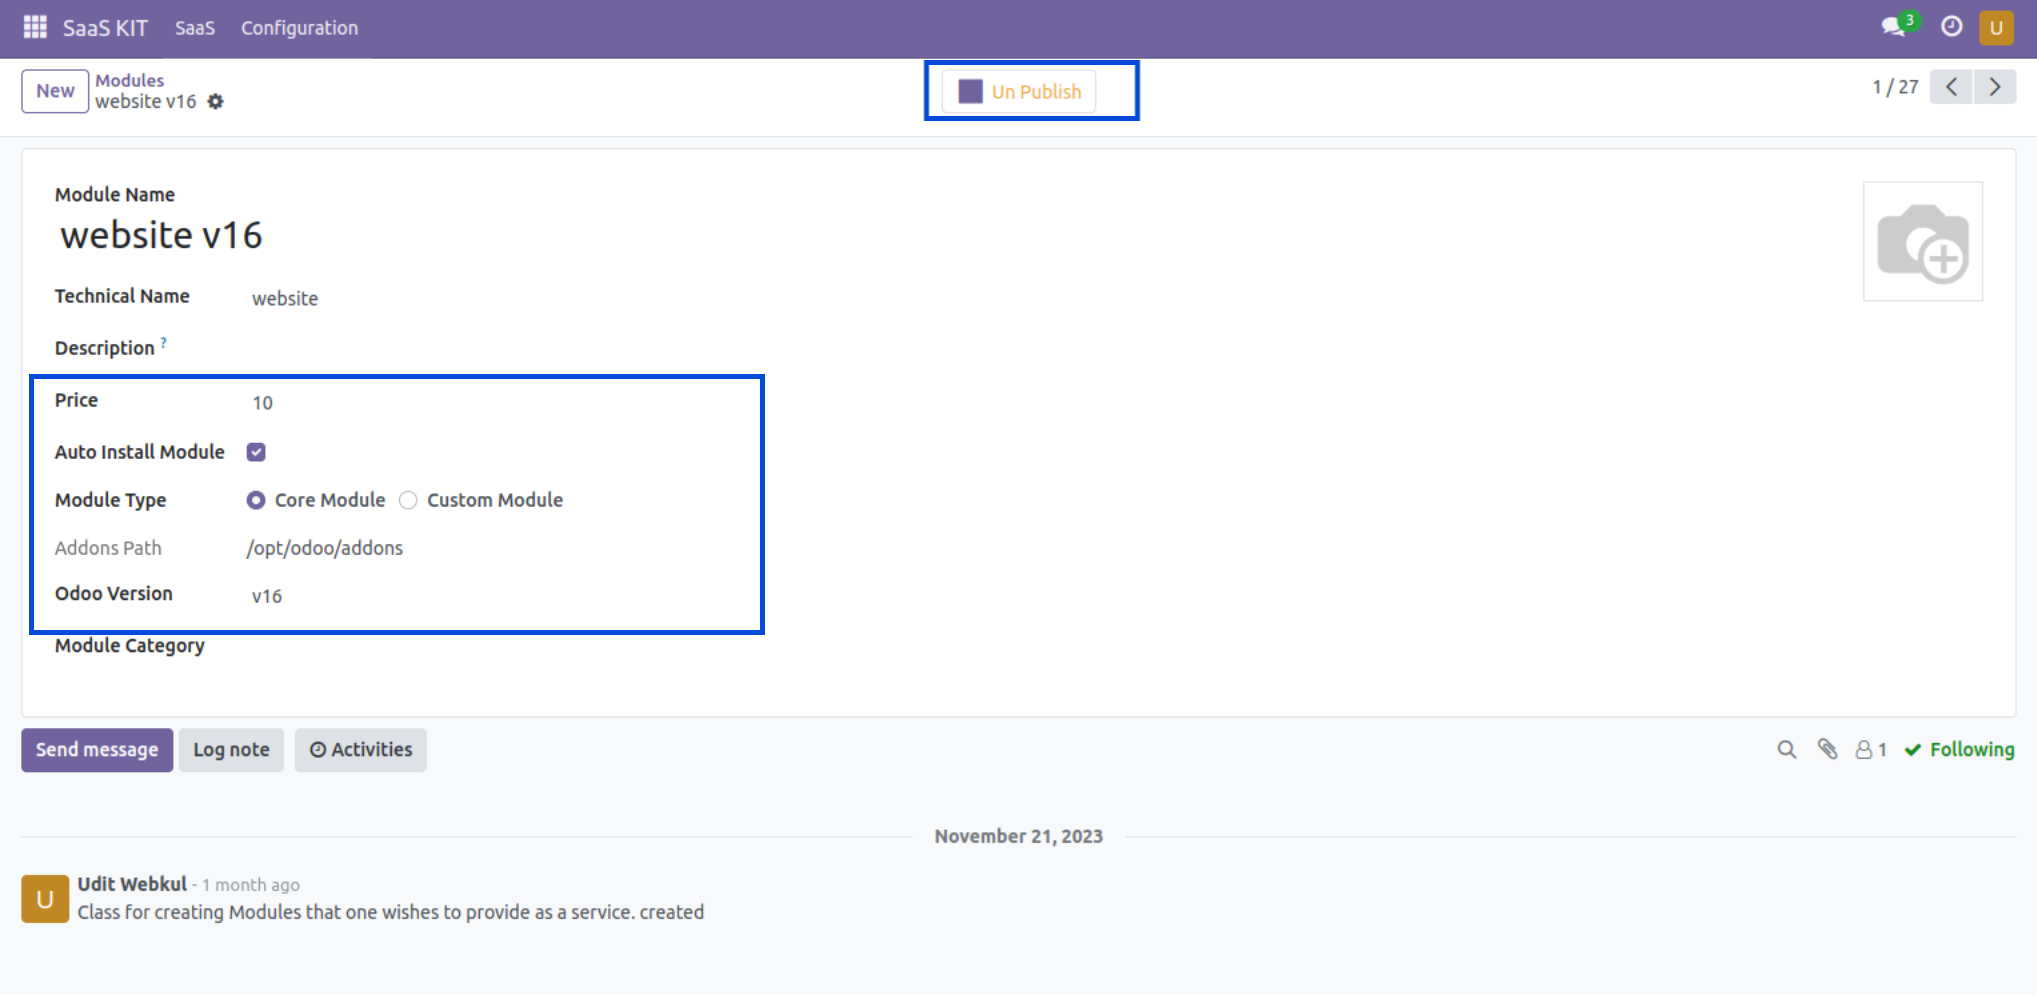 SaaS KIT SaaS Configuration 3 U
New Modules
website v16
Un Publish
1 / 27
Module Name
website v16
Technical Name website
Description ?
Price 10
Auto Install Module
Module Type Core Module Custom Module
Addons Path /opt/odoo/addons
Odoo Version v16
Module Category
Send message Log note Activities 1 Following
November 21, 2023
U
Udit Webkul - 1 month ago
Class for creating Modules that one wishes to provide as a service. created